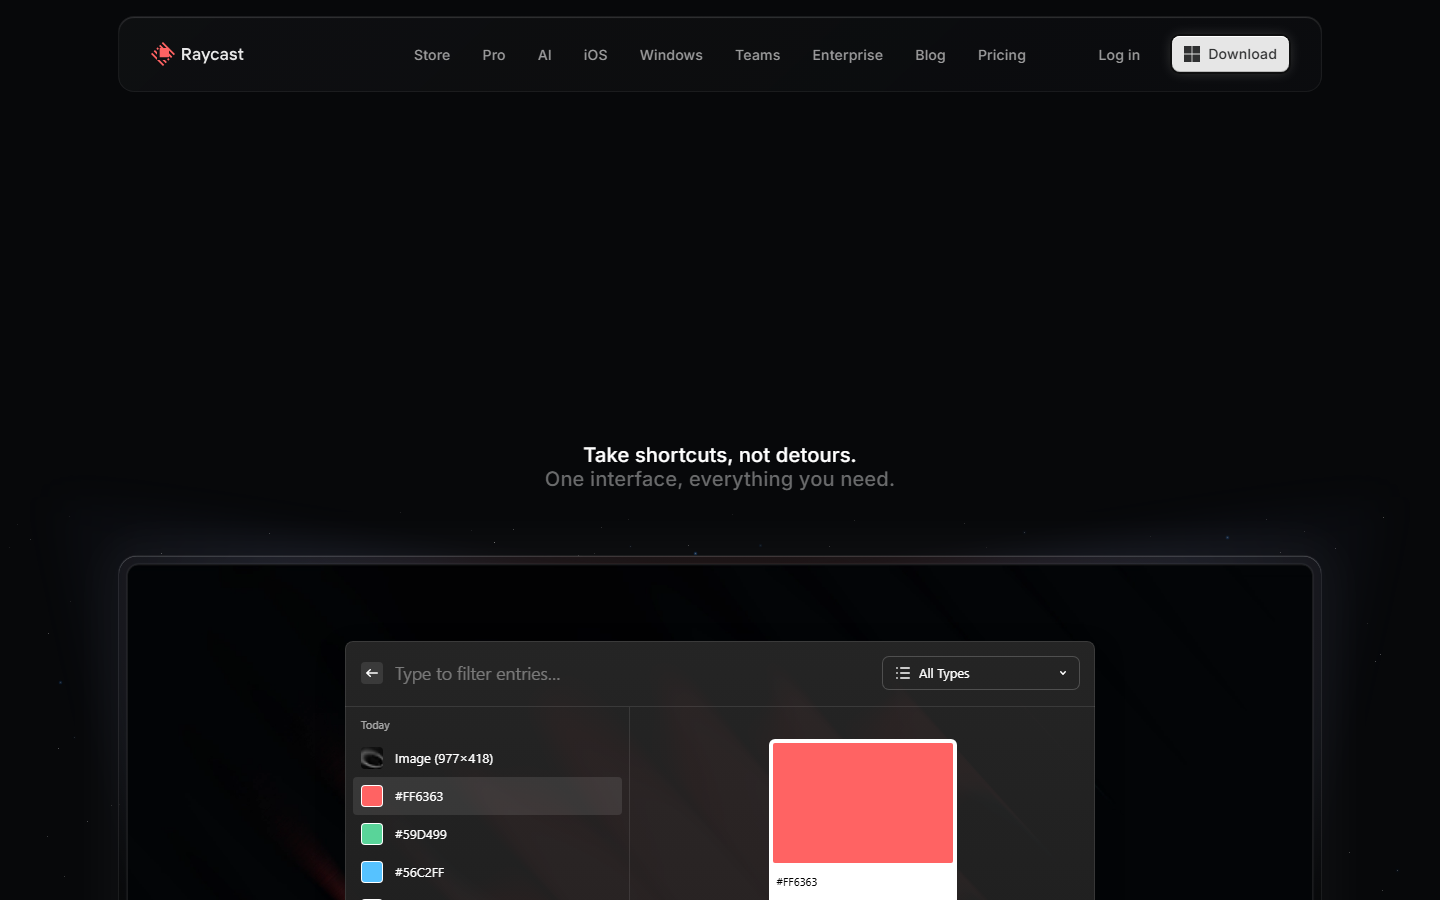 Raycast
Store
Pro
AI
iOS
Windows
Teams
Enterprise
Blog
Pricing
Log in
Download
Take shortcuts, not detours.
One interface, everything you need.
Type to filter entries...
All Types
Today
Image (977×418)
#FF6363
#59D499
#56C2FF
#FF6363